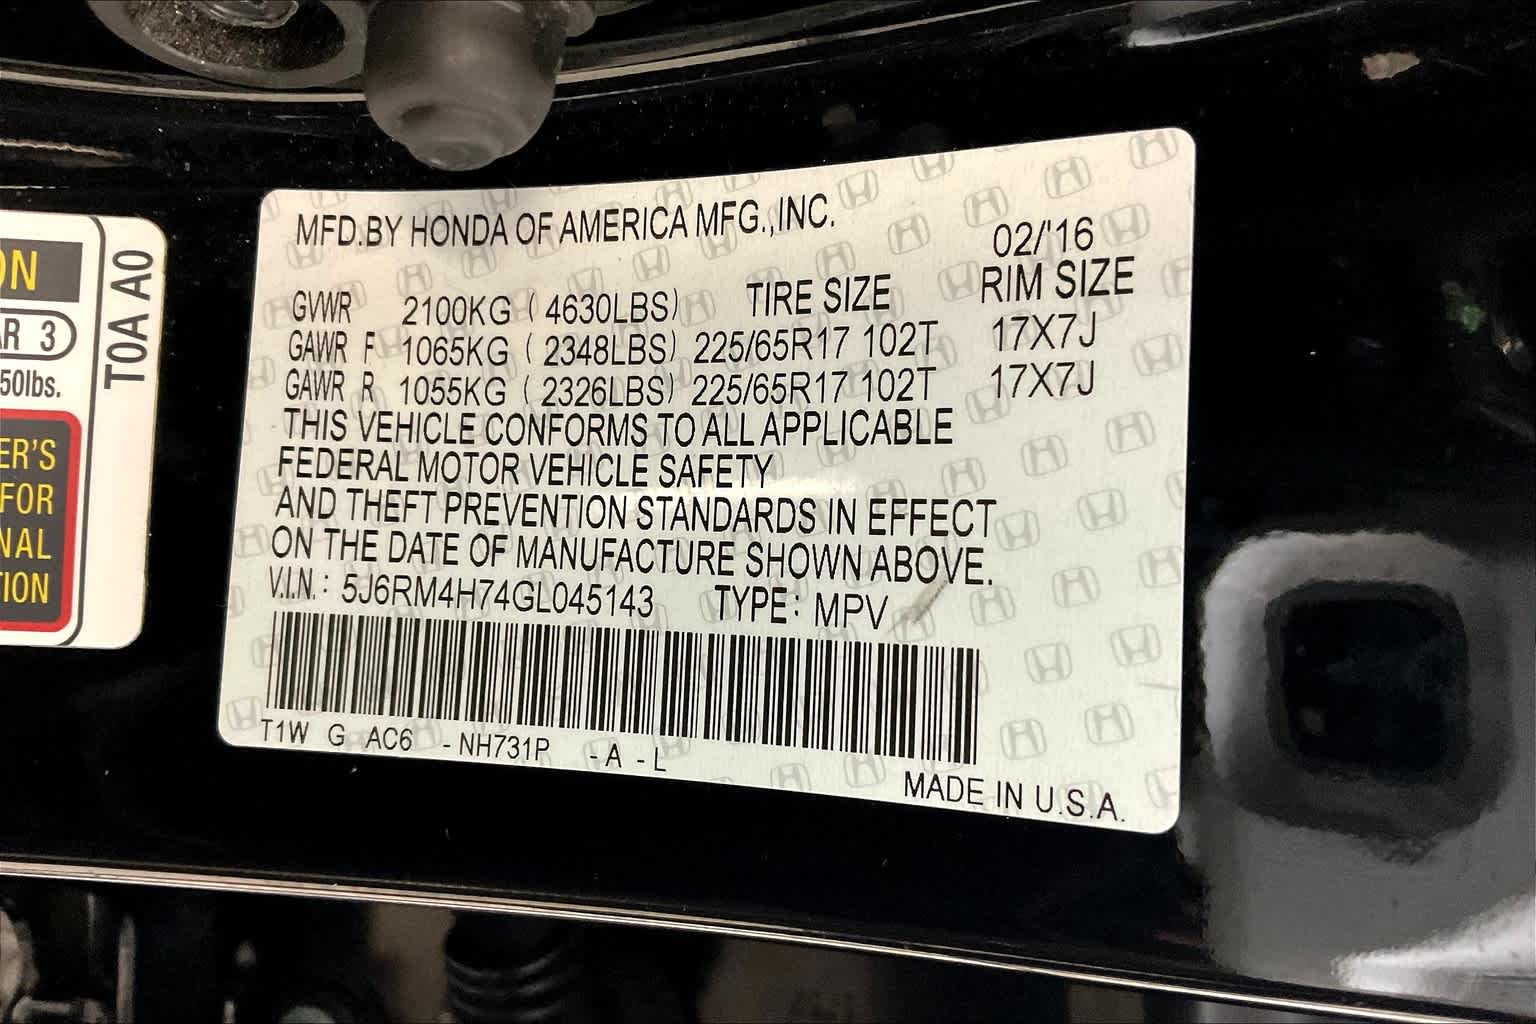 MFD.BY HONDA OF AMERICA MFG.,INC.
02/'16
GVWR 2100KG ( 4630LBS) TIRE SIZE RIM SIZE
GAWR F 1065KG ( 2348LBS) 225/65R17 102T 17X7J
GAWR R 1055KG ( 2326LBS) 225/65R17 102T 17X7J
THIS VEHICLE CONFORMS TO ALL APPLICABLE
FEDERAL MOTOR VEHICLE SAFETY
AND THEFT PREVENTION STANDARDS IN EFFECT
ON THE DATE OF MANUFACTURE SHOWN ABOVE.
V.I.N. : 5J6RM4H74GL045143 TYPE : MPV
T1W G AC6 - NH731P - A - L
MADE IN U.S.A.
ON
AR 3
50lbs.
ER'S
FOR
NAL
TION
T0A A0